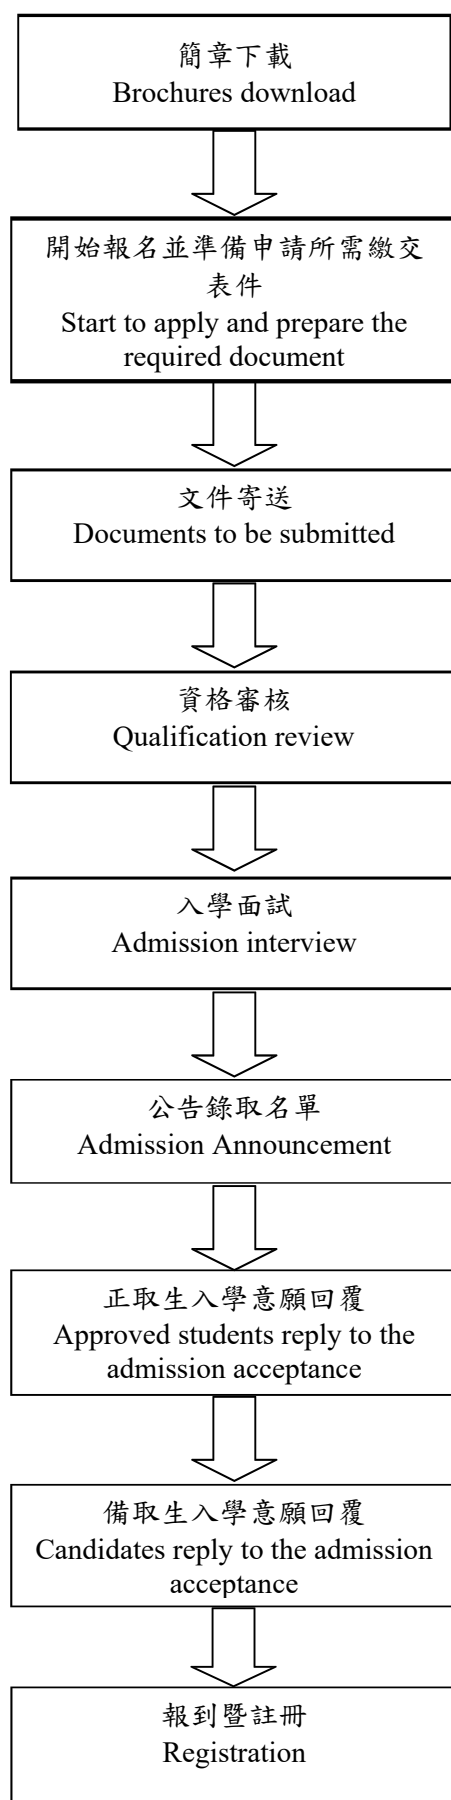 簡章下載
Brochures download
開始報名並準備申請所需繳交
表件
Start to apply and prepare the
required document
文件寄送
Documents to be submitted
資格審核
Qualification review
入學面試
Admission interview
公告錄取名單
Admission Announcement
正取生入學意願回覆
Approved students reply to the
admission acceptance
備取生入學意願回覆
Candidates reply to the admission
acceptance
報到暨註冊
Registration